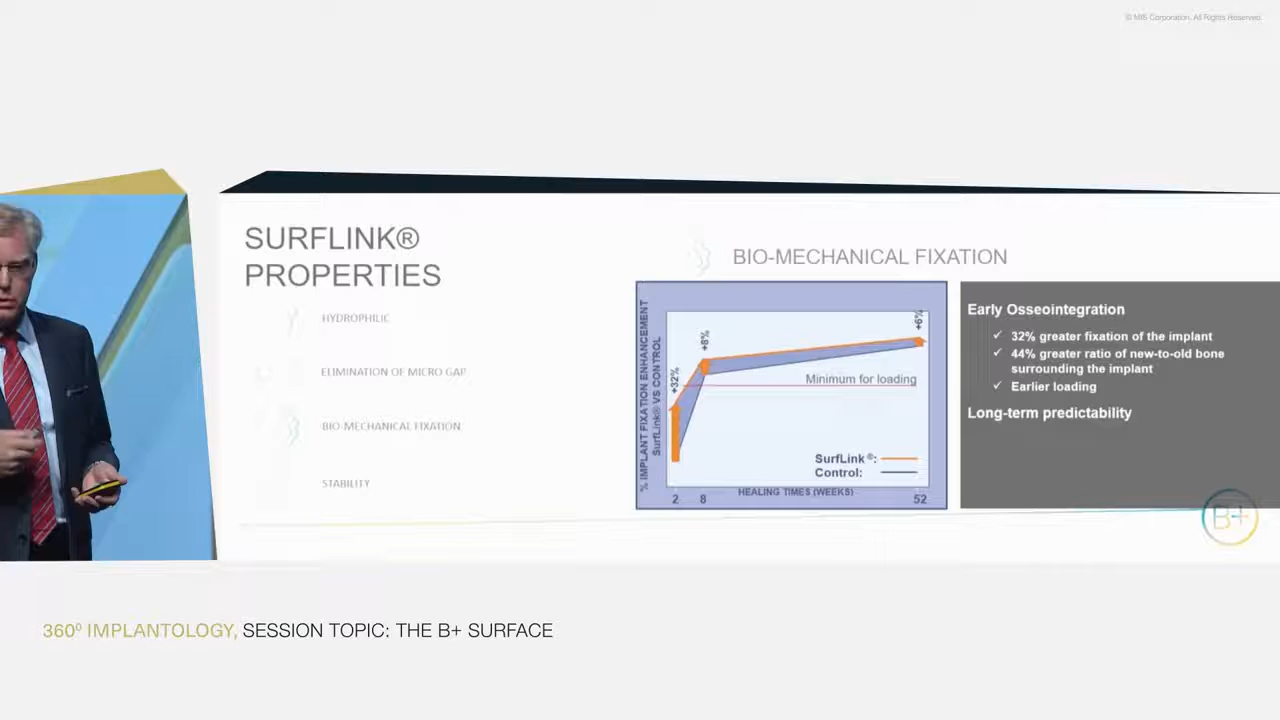 © MIS Corporation. All Rights Reserved.
SURFLINK®
PROPERTIES
HYDROPHILIC
ELIMINATION OF MICRO GAP
BIO-MECHANICAL FIXATION
STABILITY
BIO-MECHANICAL FIXATION
% IMPLANT FIXATION ENHANCEMENT
SurfLink® VS CONTROL
+32%
+8%
+6%
Minimum for loading
SurfLink®:
Control:
HEALING TIMES (WEEKS)
2 8 52
Early Osseointegration
✓ 32% greater fixation of the implant
✓ 44% greater ratio of new-to-old bone
surrounding the implant
✓ Earlier loading
Long-term predictability
B+
360⁰ IMPLANTOLOGY, SESSION TOPIC: THE B+ SURFACE